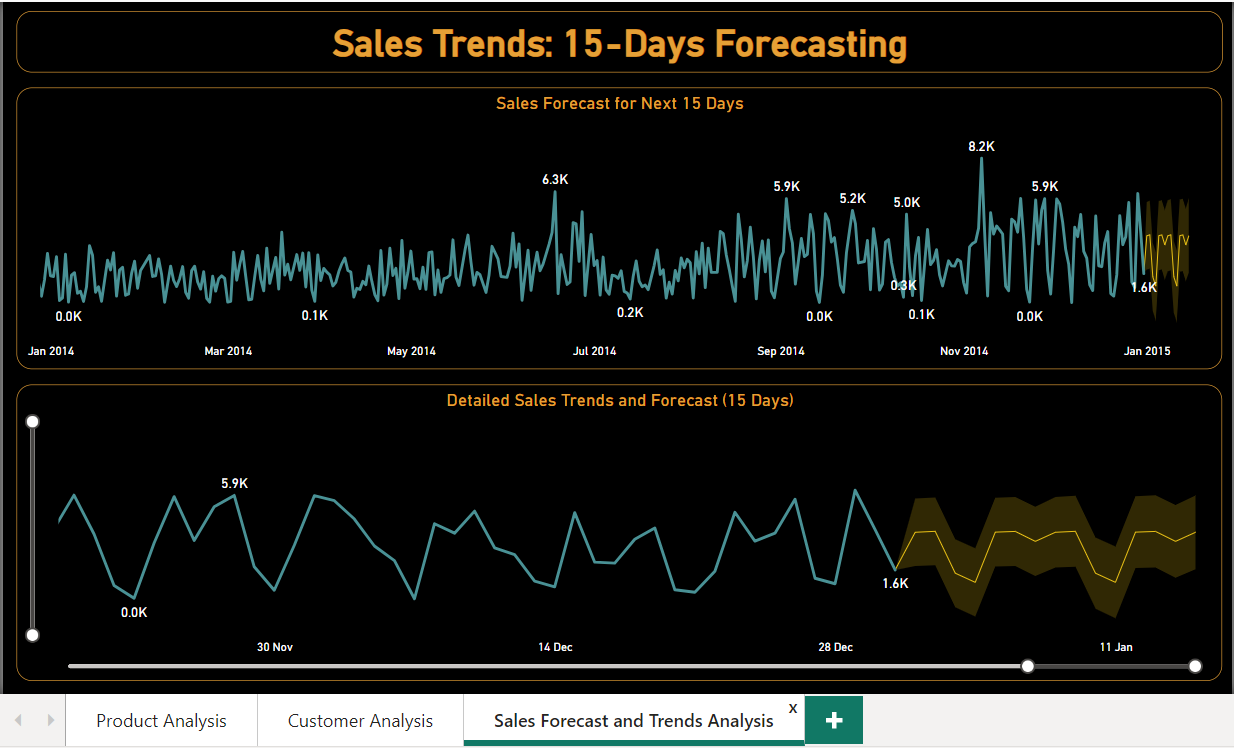 Sales Trends: 15-Days Forecasting
Sales Forecast for Next 15 Days
8.2K
6.3K
5.9K
5.9K
5.2K
5.0K
0.3K
1.6K
0.0K
0.1K
0.2K
0.0K
0.1K
0.0K
Jan 2014
Mar 2014
May 2014
Jul 2014
Sep 2014
Nov 2014
Jan 2015
Detailed Sales Trends and Forecast (15 Days)
5.9K
1.6K
0.0K
30 Nov
14 Dec
28 Dec
11 Jan
Product Analysis
Customer Analysis
Sales Forecast and Trends Analysis
x
+